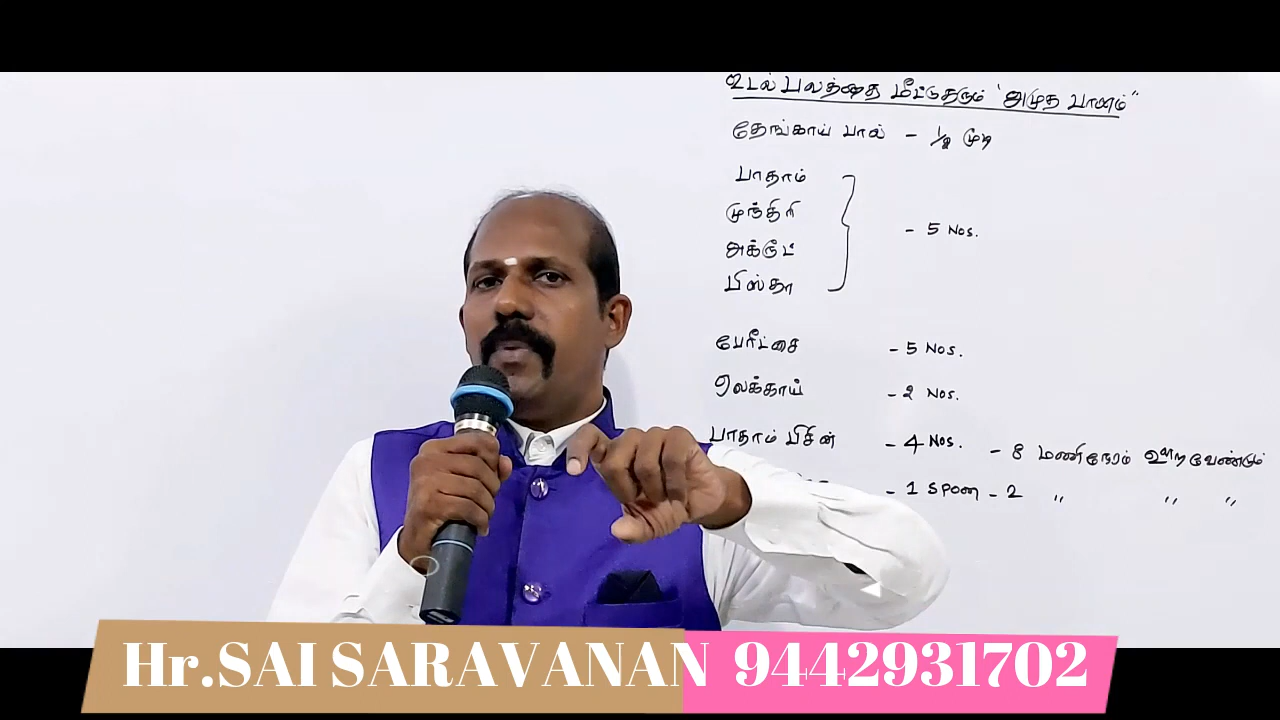 உடல் பலத்தை மீட்டுதரும் "அமுத பானம்"
தேங்காய் பால் - 1/2 முடி
பாதாம்
முந்திரி
அக்ரூட்
பிஸ்தா
- 5 Nos.
பேரீட்சை - 5 Nos.
ஏலக்காய் - 2 Nos.
பாதாம் பிசின் - 4 Nos. - 8 மணிநேரம் ஊற வேண்டும்
- 1 Spoon - 2 " " "
Hr.SAI SARAVANAN 9442931702